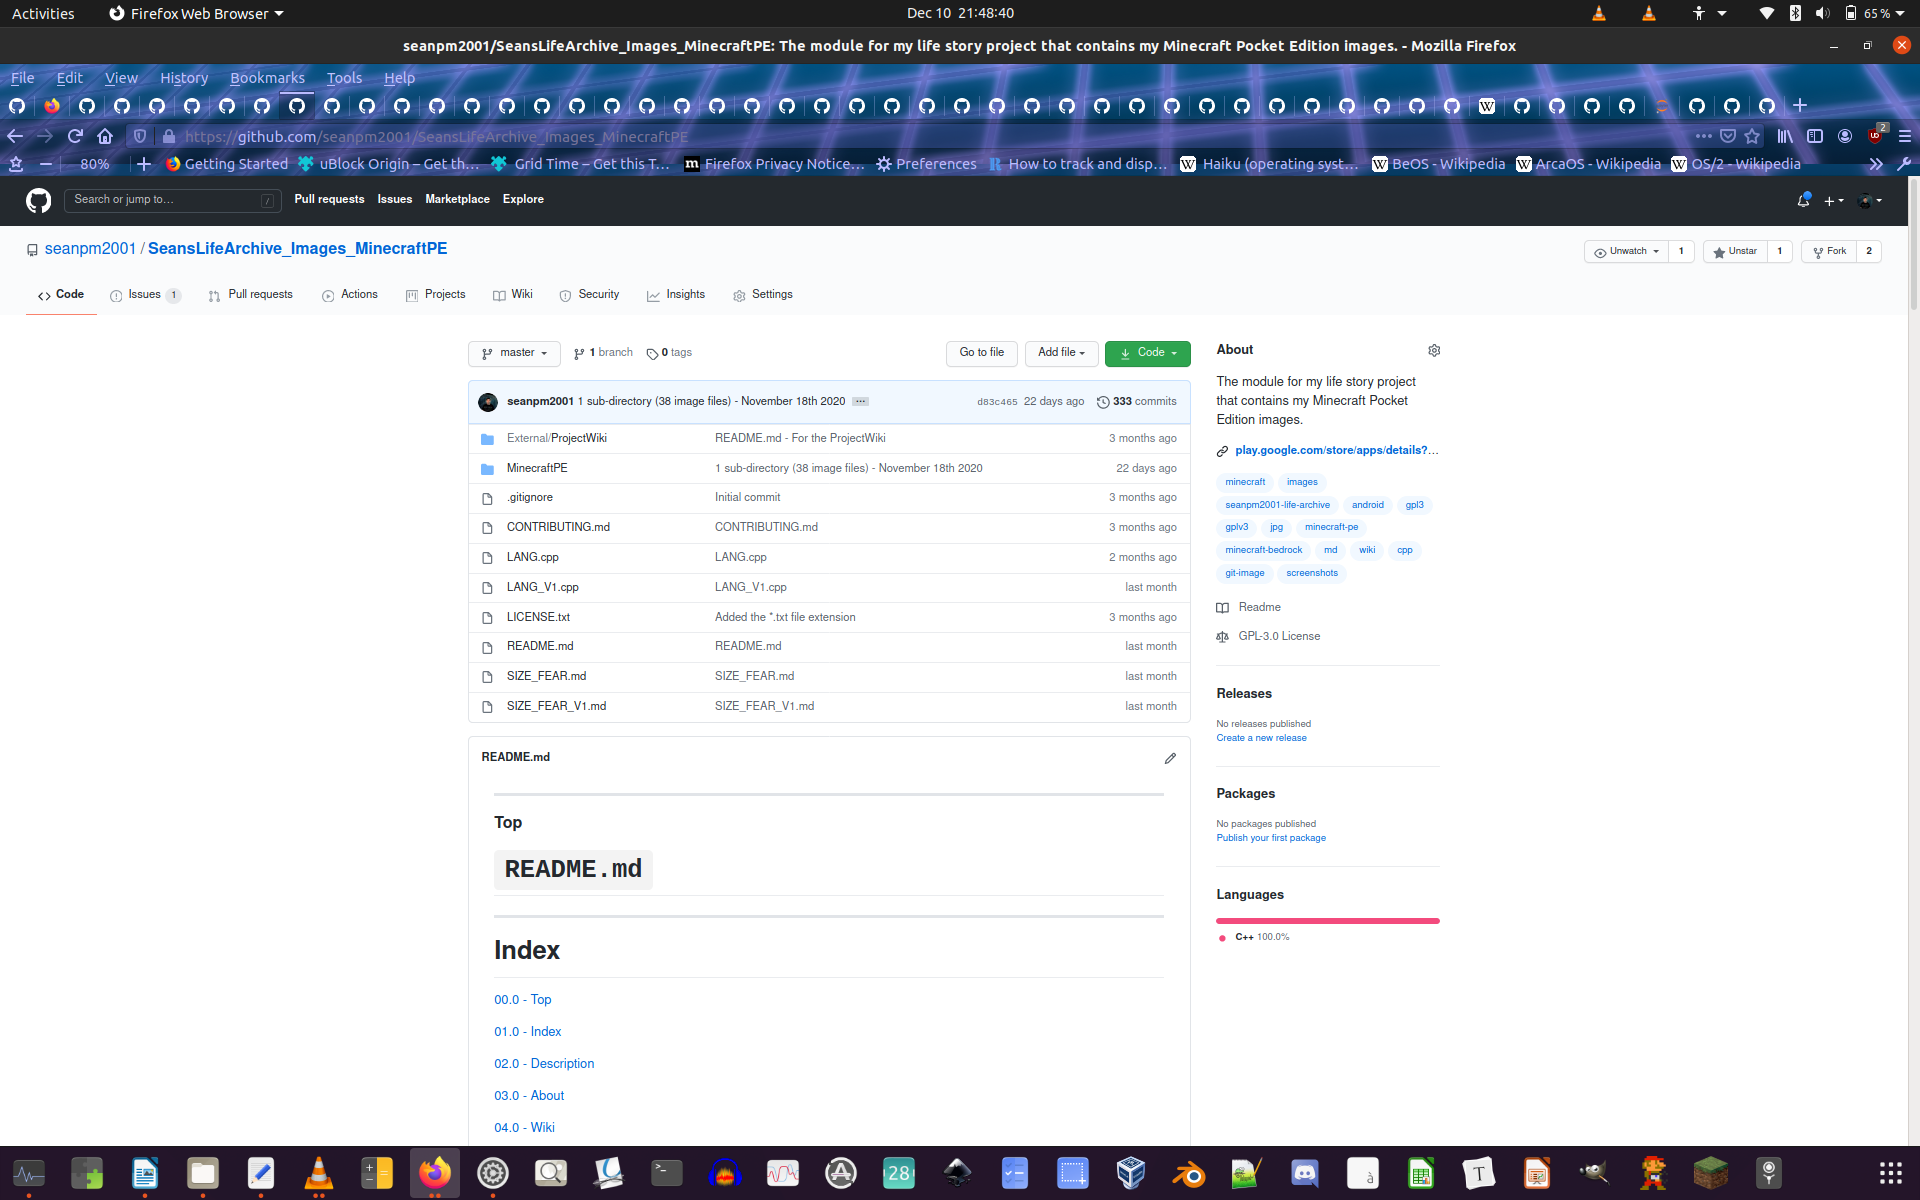 Activities Firefox Web Browser Dec 10 21:48:40 65 %
seanpm2001/SeansLifeArchive_Images_MinecraftPE: The module for my life story project that contains my Minecraft Pocket Edition images. - Mozilla Firefox
File Edit View History Bookmarks Tools Help
https://github.com/seanpm2001/SeansLifeArchive_Images_MinecraftPE 2
80% Getting Started uBlock Origin – Get th… Grid Time – Get this T… Firefox Privacy Notice… Preferences How to track and disp… Haiku (operating syst… BeOS - Wikipedia ArcaOS - Wikipedia OS/2 - Wikipedia
Search or jump to… / Pull requests Issues Marketplace Explore
seanpm2001 / SeansLifeArchive_Images_MinecraftPE Unwatch 1 Unstar 1 Fork 2
Code Issues 1 Pull requests Actions Projects Wiki Security Insights Settings
master 1 branch 0 tags Go to file Add file Code
seanpm2001 1 sub-directory (38 image files) - November 18th 2020 … d83c465 22 days ago 333 commits
External/ProjectWiki README.md - For the ProjectWiki 3 months ago
MinecraftPE 1 sub-directory (38 image files) - November 18th 2020 22 days ago
.gitignore Initial commit 3 months ago
CONTRIBUTING.md CONTRIBUTING.md 3 months ago
LANG.cpp LANG.cpp 2 months ago
LANG_V1.cpp LANG_V1.cpp last month
LICENSE.txt Added the *.txt file extension 3 months ago
README.md README.md last month
SIZE_FEAR.md SIZE_FEAR.md last month
SIZE_FEAR_V1.md SIZE_FEAR_V1.md last month
README.md
Top
README.md
Index
00.0 - Top
01.0 - Index
02.0 - Description
03.0 - About
04.0 - Wiki
About
The module for my life story project
that contains my Minecraft Pocket
Edition images.
play.google.com/store/apps/details?…
minecraft images
seanpm2001-life-archive android gpl3
gplv3 jpg minecraft-pe
minecraft-bedrock md wiki cpp
git-image screenshots
Readme
GPL-3.0 License
Releases
No releases published
Create a new release
Packages
No packages published
Publish your first package
Languages
C++ 100.0%
28